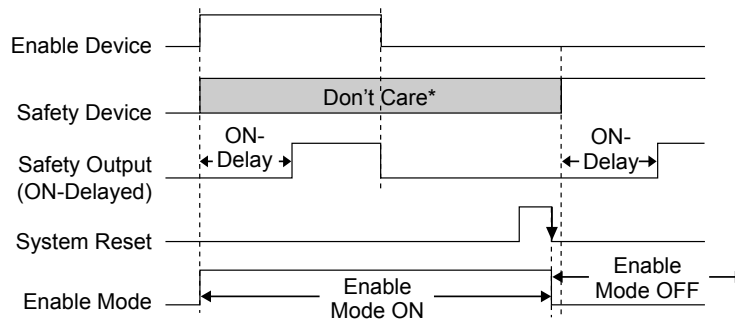 Enable Device
Safety Device
Don't Care*
Safety Output
(ON-Delayed)
ON-
Delay
ON-
Delay
System Reset
Enable Mode
Enable
Mode ON
Enable
Mode OFF